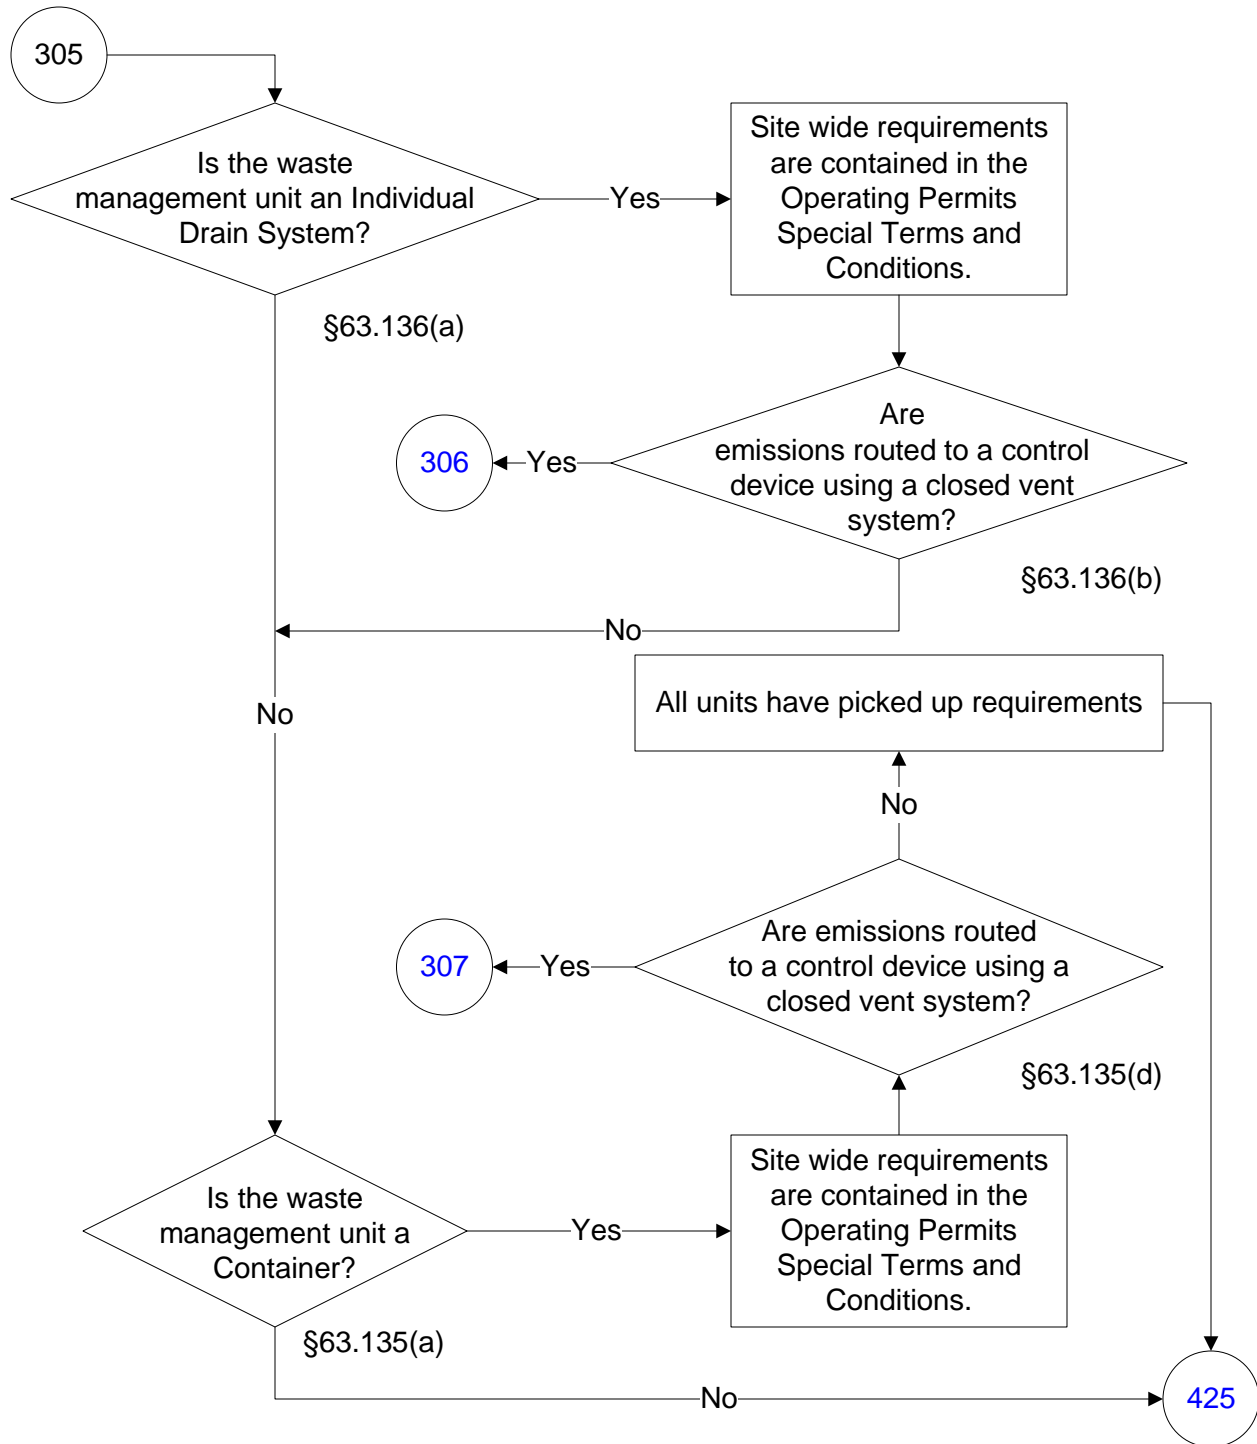 305
Is the waste
management unit an Individual
Drain System?
Yes
Site wide requirements
are contained in the
Operating Permits
Special Terms and
Conditions.
§63.136(a)
Are
emissions routed to a control
device using a closed vent
system?
Yes
306
§63.136(b)
No
All units have picked up requirements
No
No
Are emissions routed
to a control device using a
closed vent system?
Yes
307
§63.135(d)
Is the waste
management unit a
Container?
Yes
Site wide requirements
are contained in the
Operating Permits
Special Terms and
Conditions.
§63.135(a)
No
425